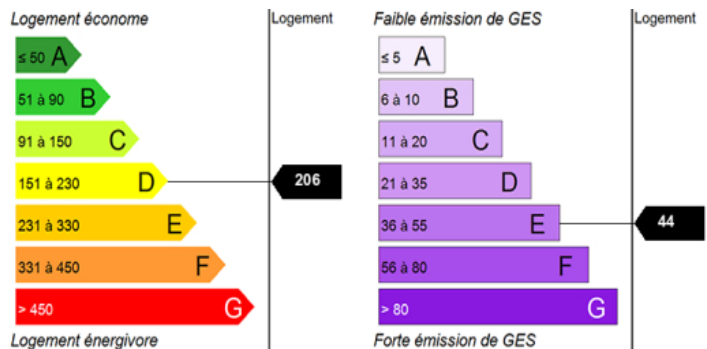 Logement économe
Logement
≤ 50 A
51 à 90 B
91 à 150 C
151 à 230 D
206
231 à 330 E
331 à 450 F
> 450 G
Logement énergivore
Faible émission de GES
Logement
≤ 5 A
6 à 10 B
11 à 20 C
21 à 35 D
36 à 55 E
44
56 à 80 F
> 80 G
Forte émission de GES